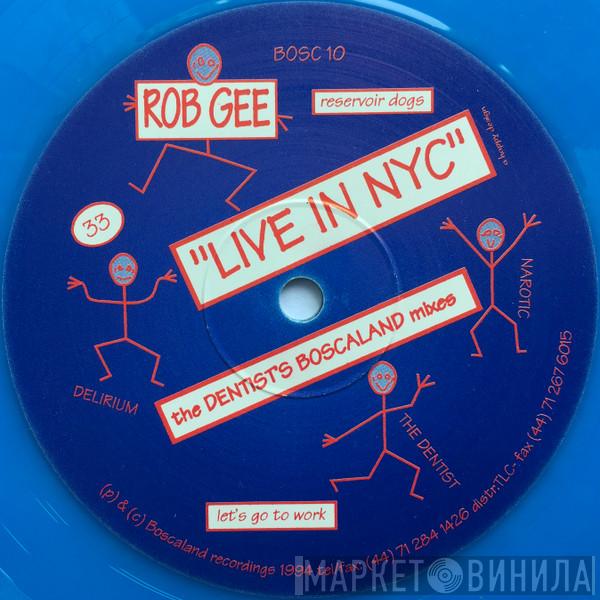 BOSC 10
ROB GEE
reservoir dogs
a happy design
"LIVE IN NYC"
33
NAROTIC
the DENTIST'S BOSCALAND mixes
DELIRIUM
THE DENTIST
let's go to work
(p) & (c) Boscaland recordings 1994 tel/fax: (44) 71 284 1426 distr:TLC- fax (44) 71 267 6015
МАРКЕТ ВИНИЛА